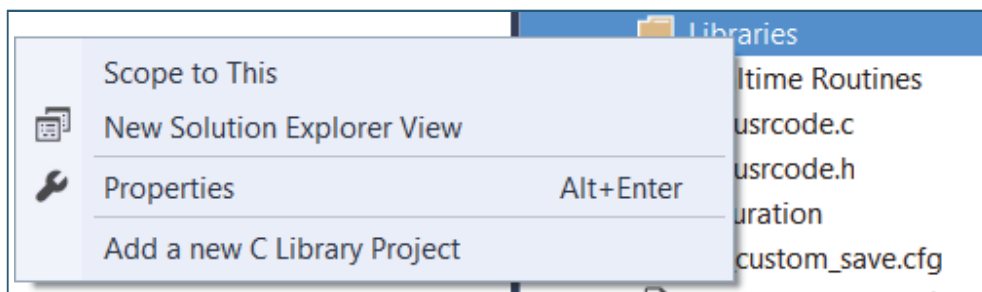 Libraries
Scope to This
ltime Routines
New Solution Explorer View
usrcode.c
usrcode.h
Properties Alt+Enter
uration
Add a new C Library Project
custom_save.cfg